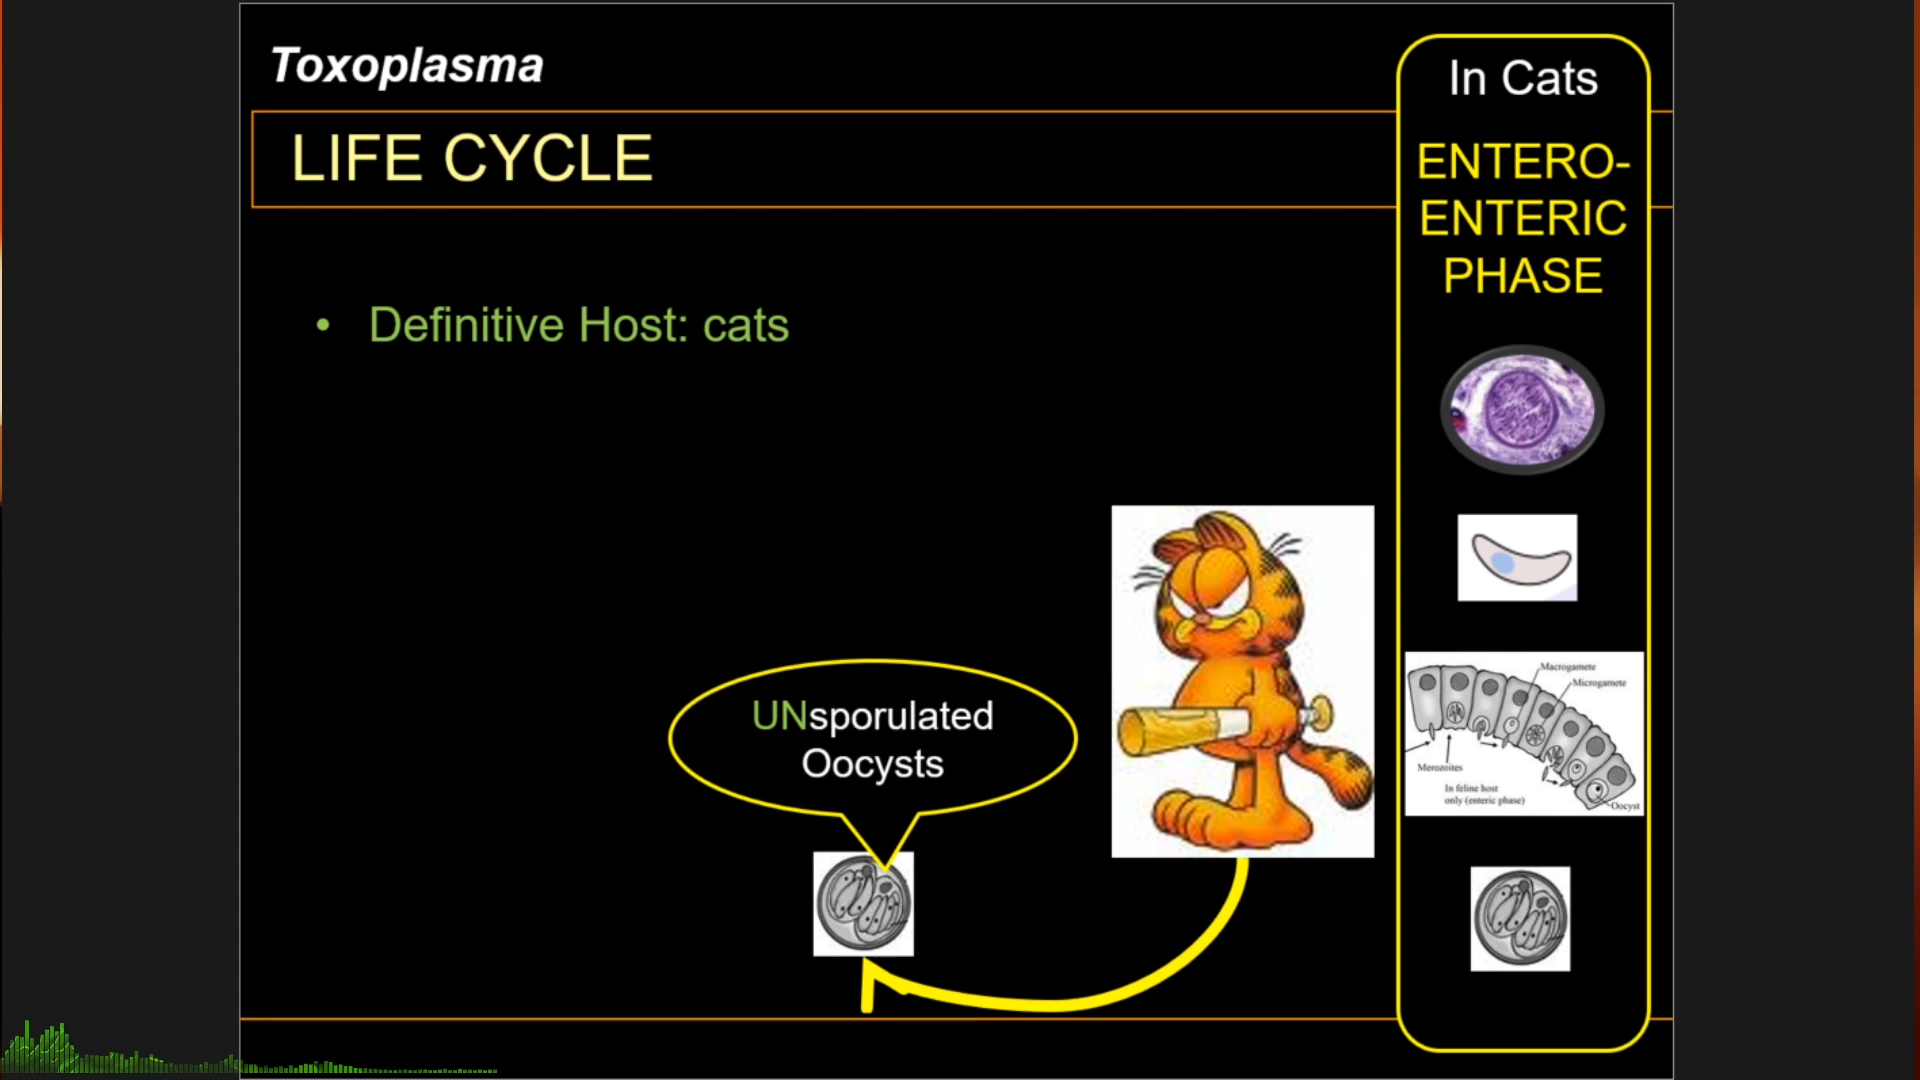 Toxoplasma
LIFE CYCLE
• Definitive Host: cats
UNsporulated
Oocysts
In Cats
ENTERO-
ENTERIC
PHASE
Macrogamete
Microgamete
Merozoites
In feline host
only (enteric phase)
Oocyst